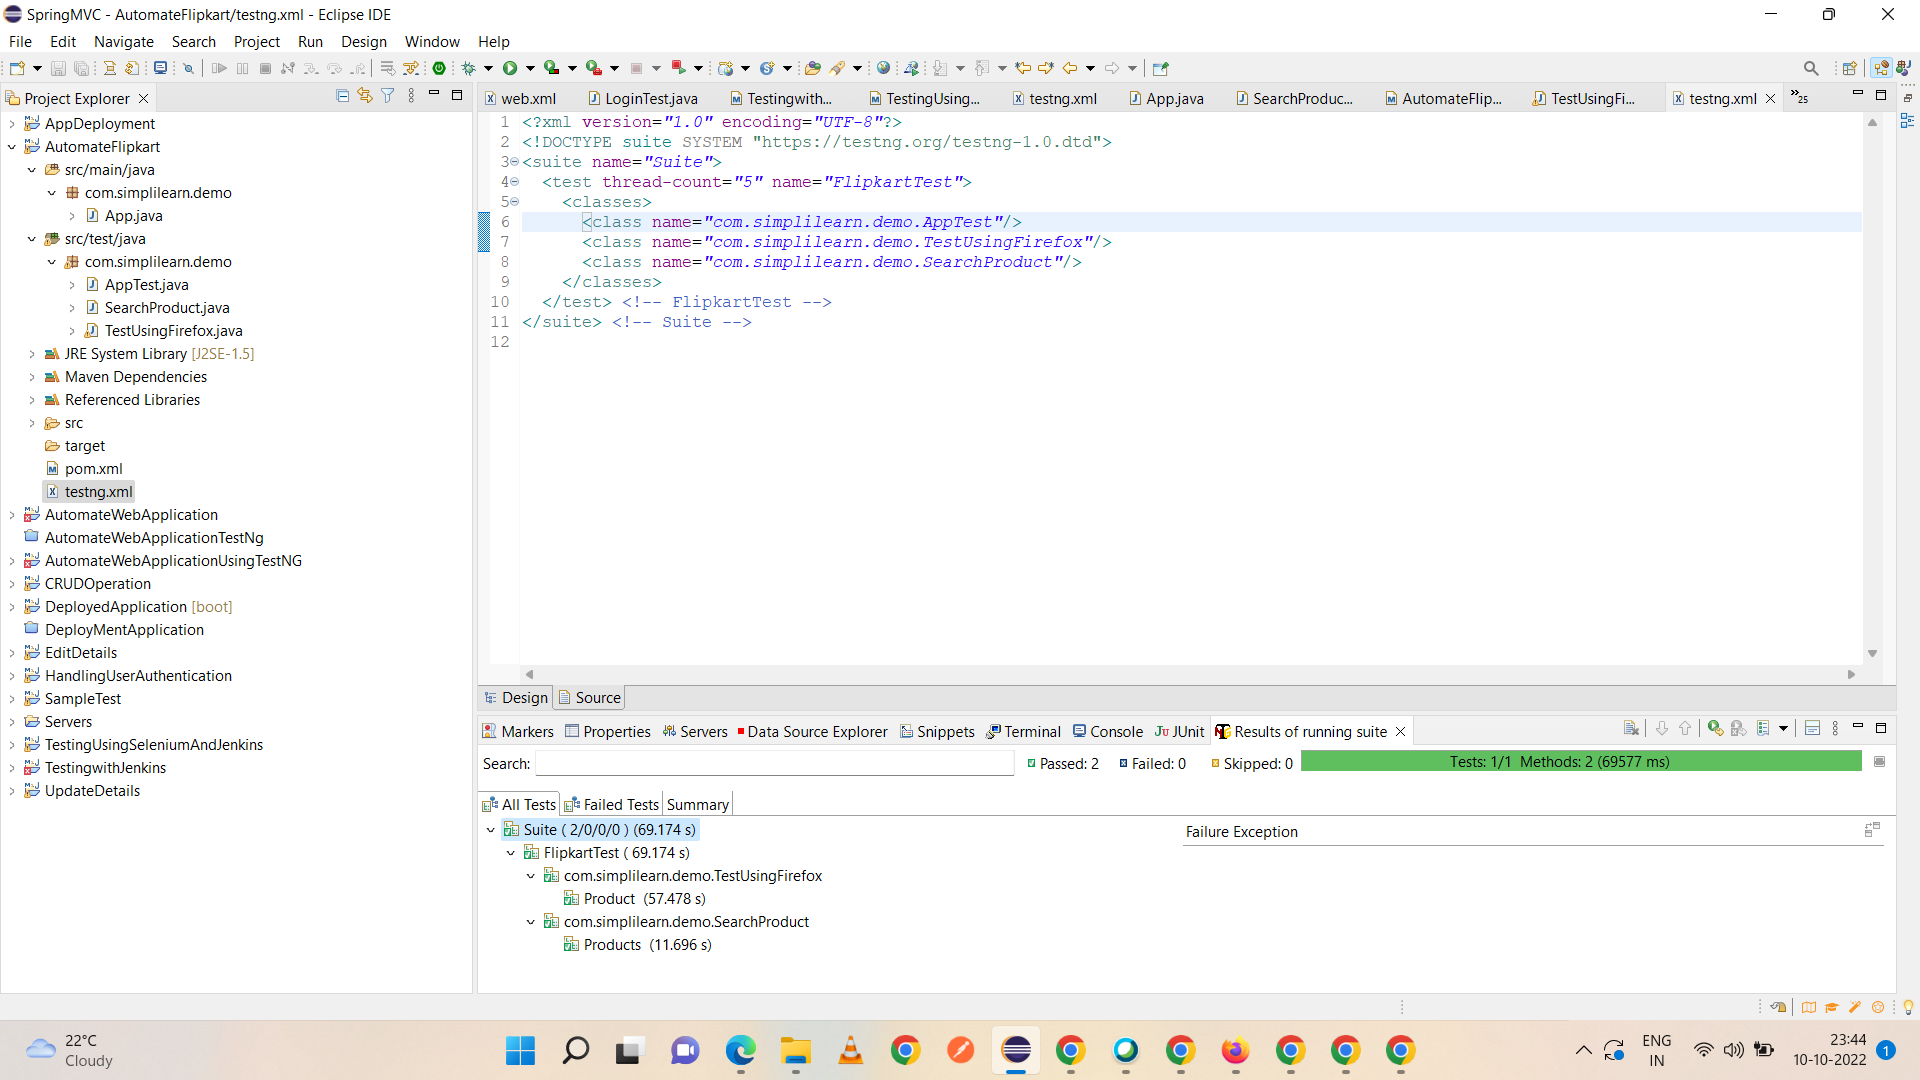 SpringMVC - AutomateFlipkart/testng.xml - Eclipse IDE
File Edit Navigate Search Project Run Design Window Help
Project Explorer
web.xml LoginTest.java Testingwith... TestingUsing... testng.xml App.java SearchProduc... AutomateFlip... TestUsingFi... testng.xml »25
AppDeployment
AutomateFlipkart
src/main/java
com.simplilearn.demo
App.java
src/test/java
com.simplilearn.demo
AppTest.java
SearchProduct.java
TestUsingFirefox.java
JRE System Library [J2SE-1.5]
Maven Dependencies
Referenced Libraries
src
target
pom.xml
testng.xml
AutomateWebApplication
AutomateWebApplicationTestNg
AutomateWebApplicationUsingTestNG
CRUDOperation
DeployedApplication [boot]
DeployMentApplication
EditDetails
HandlingUserAuthentication
SampleTest
Servers
TestingUsingSeleniumAndJenkins
TestingwithJenkins
UpdateDetails
1 <?xml version="1.0" encoding="UTF-8"?>
2 <!DOCTYPE suite SYSTEM "https://testng.org/testng-1.0.dtd">
3 <suite name="Suite">
4 <test thread-count="5" name="FlipkartTest">
5 <classes>
6 <class name="com.simplilearn.demo.AppTest"/>
7 <class name="com.simplilearn.demo.TestUsingFirefox"/>
8 <class name="com.simplilearn.demo.SearchProduct"/>
9 </classes>
10 </test> <!-- FlipkartTest -->
11 </suite> <!-- Suite -->
12
Design Source
Markers Properties Servers Data Source Explorer Snippets Terminal Console JUnit Results of running suite
Search: Passed: 2 Failed: 0 Skipped: 0 Tests: 1/1 Methods: 2 (69577 ms)
All Tests Failed Tests Summary
Suite ( 2/0/0/0 ) (69.174 s)
Failure Exception
FlipkartTest ( 69.174 s)
com.simplilearn.demo.TestUsingFirefox
Product (57.478 s)
com.simplilearn.demo.SearchProduct
Products (11.696 s)
22°C
Cloudy
ENG
IN
23:44
10-10-2022
1